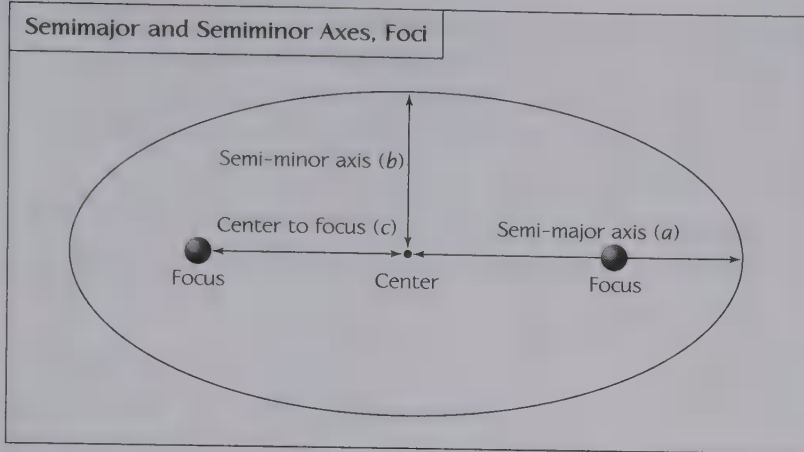 Semimajor and Semiminor Axes, Foci
Semi-minor axis (b)
Center to focus (c)
Semi-major axis (a)
Focus
Center
Focus